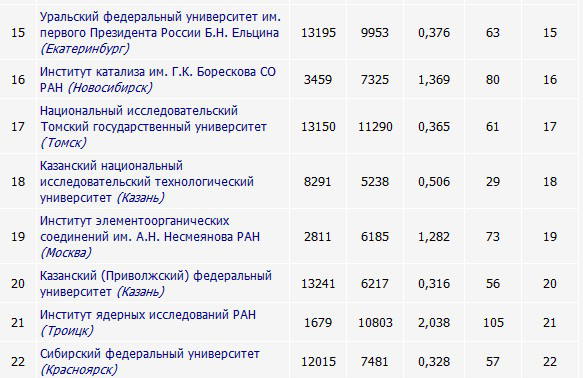 Уральский федеральный университет им.
15 первого Президента России Б.Н. Ельцина 13195 9953 0,376 63 15
(Екатеринбург)
16 Институт катализа им. Г.К. Борескова СО 3459 7325 1,369 80 16
РАН (Новосибирск)
Национальный исследовательский
17 Томский государственный университет 13150 11290 0,365 61 17
(Томск)
Казанский национальный
18 исследовательский технологический 8291 5238 0,506 29 18
университет (Казань)
Институт элементоорганических
19 соединений им. А.Н. Несмеянова РАН 2811 6185 1,282 73 19
(Москва)
20 Казанский (Приволжский) федеральный 13241 6217 0,316 56 20
университет (Казань)
21 Институт ядерных исследований РАН 1679 10803 2,038 105 21
(Троицк)
22 Сибирский федеральный университет 12015 7481 0,328 57 22
(Красноярск)